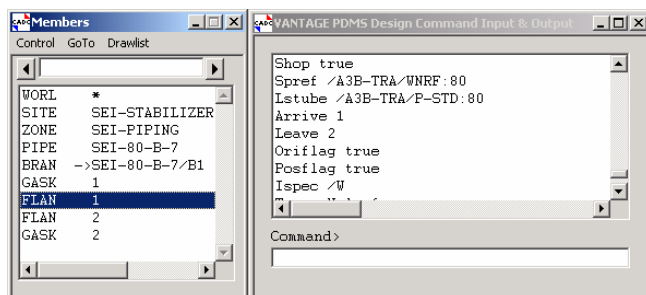 Members
Control GoTo Drawlist
WORL *
SITE SEI-STABILIZER
ZONE SEI-PIPING
PIPE SEI-80-B-7
BRAN ->SEI-80-B-7/B1
GASK 1
FLAN 1
FLAN 2
GASK 2
VANTAGE PDMS Design Command Input & Output
Shop true
Spref /A3B-TRA/WNRF:80
Lstube /A3B-TRA/P-STD:80
Arrive 1
Leave 2
Oriflag true
Posflag true
Ispec /W
Command>